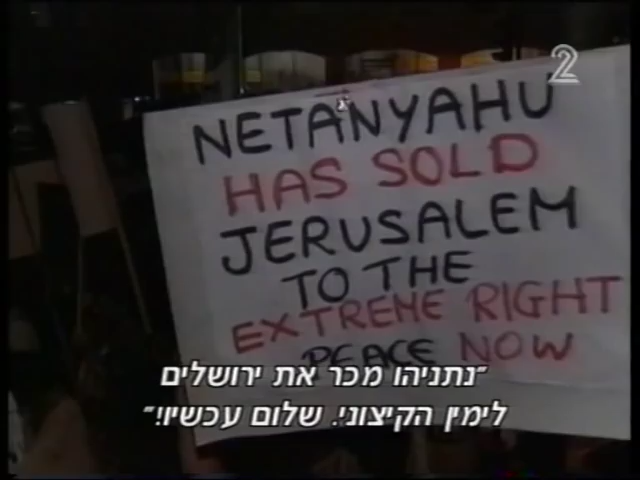 2
NETANYAHU
HAS SOLD
JERUSALEM
TO THE
EXTREME RIGHT
PEACE NOW
"נתניהו מכר את ירושלים
לימין הקיצוני. שלום עכשיו!"